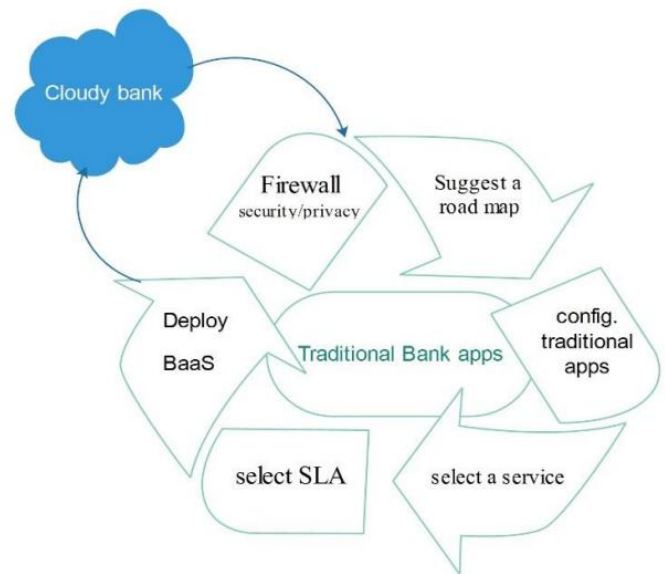 Cloudy bank
Firewall
security/privacy
Suggest a
road map
config.
traditional
apps
Traditional Bank apps
Deploy
BaaS
select SLA
select a service